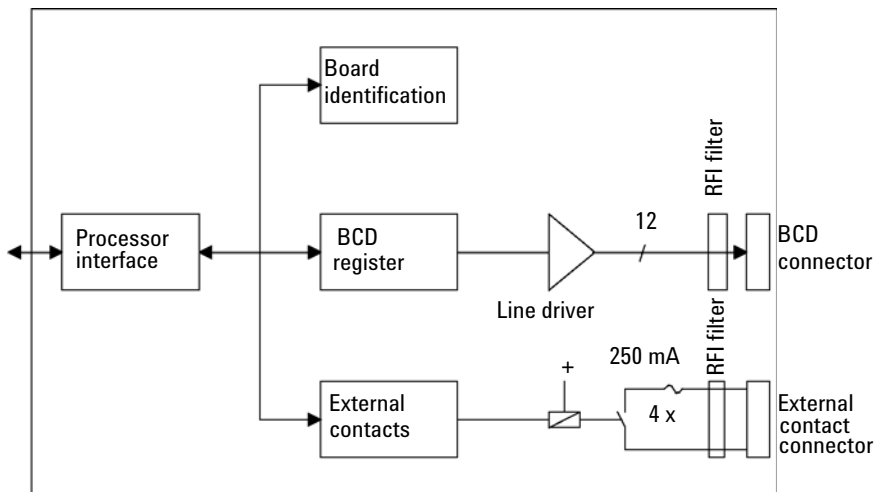 Board
identification
RFI filter
12
Processor
interface
BCD
register
BCD
connector
Line driver
RFI filter
250 mA
+
External
contacts
4 x
External
contact
connector